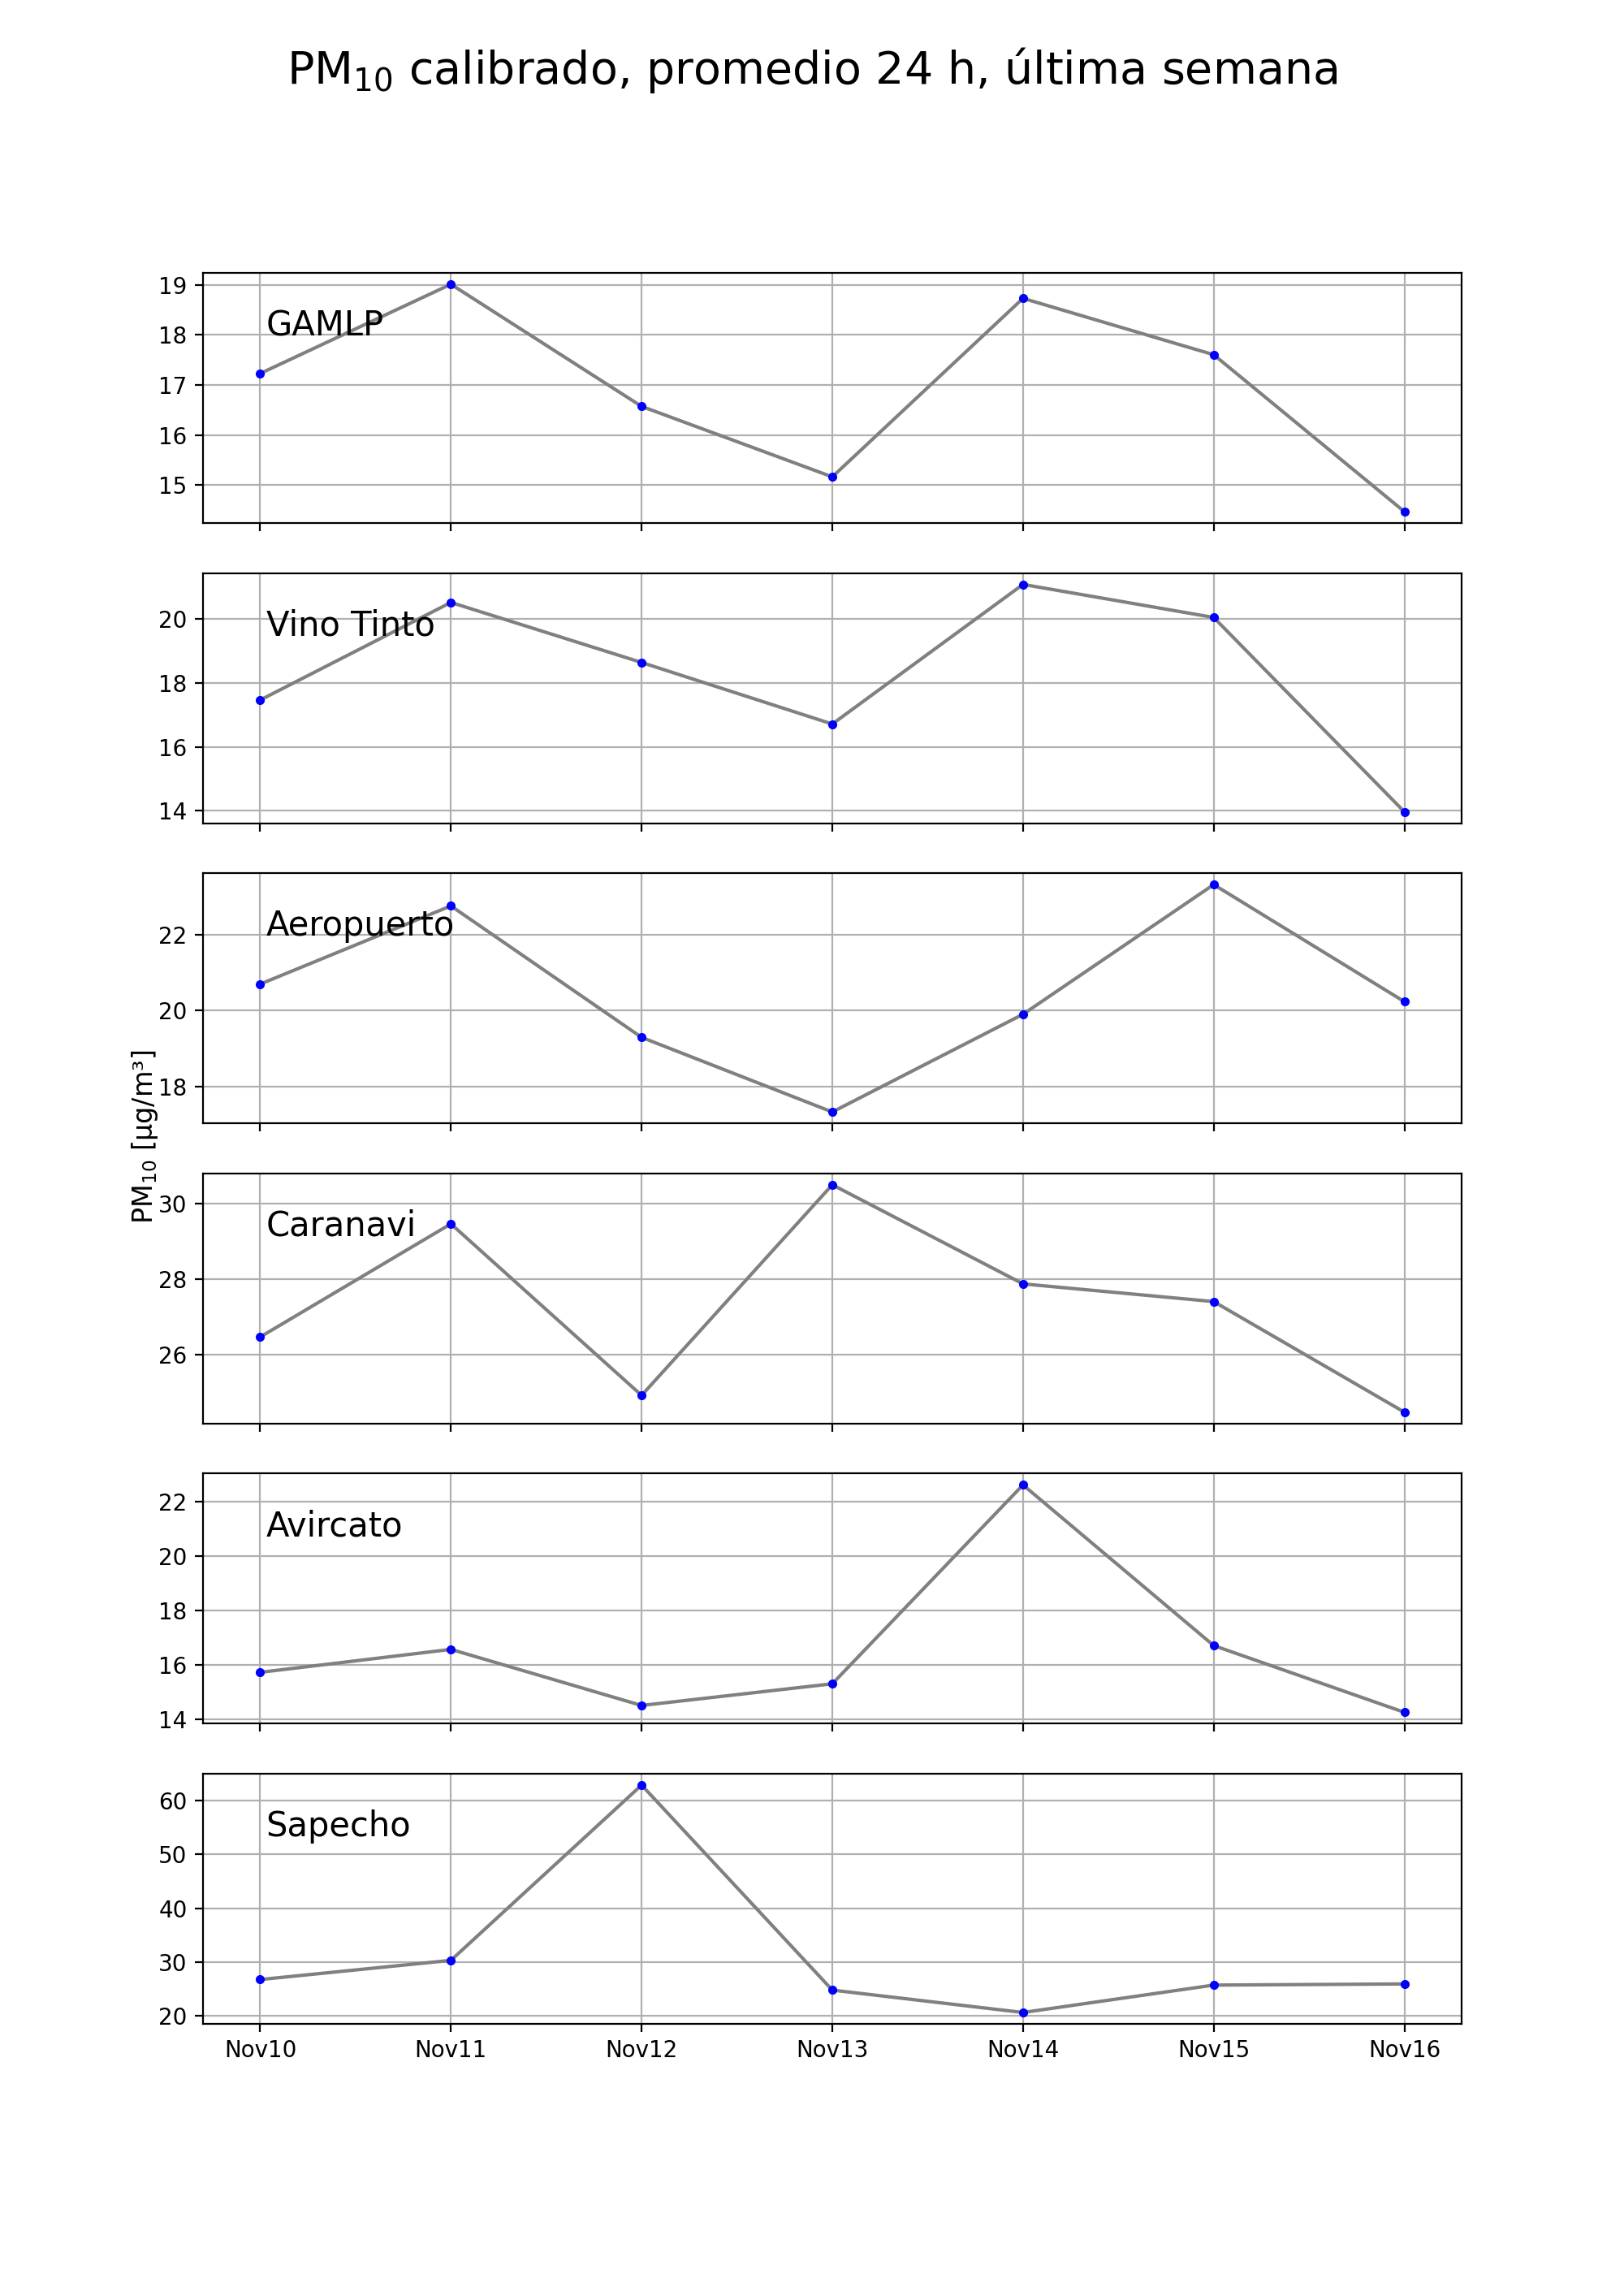 PM₁₀ calibrado, promedio 24 h, última semana
PM₁₀ [µg/m³]
GAMLP
19
18
17
16
15
Vino Tinto
20
18
16
14
Aeropuerto
22
20
18
Caranavi
30
28
26
Avircato
22
20
18
16
14
Sapecho
60
50
40
30
20
Nov10 Nov11 Nov12 Nov13 Nov14 Nov15 Nov16